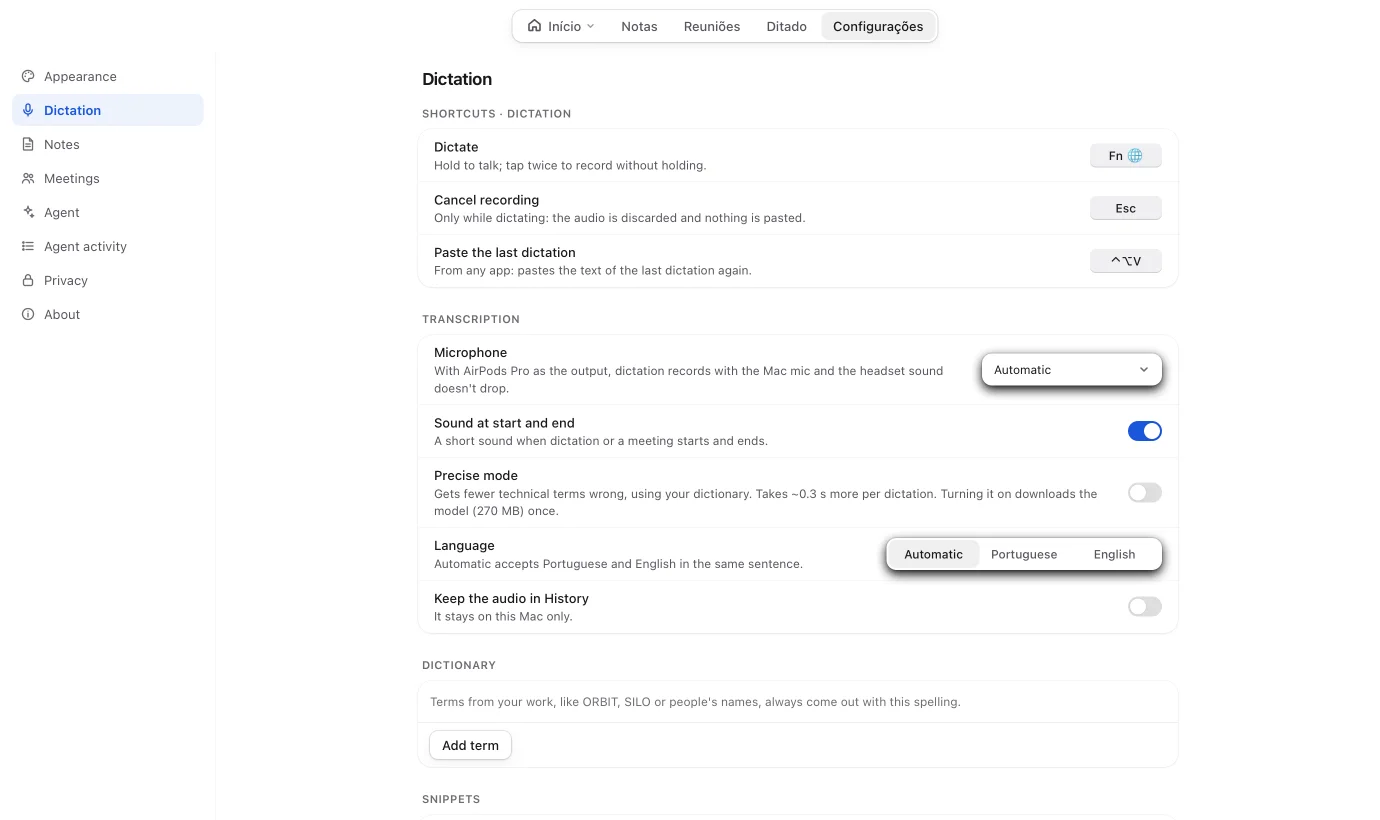 Início
Notas
Reuniões
Ditado
Configurações
Appearance
Dictation
Notes
Meetings
Agent
Agent activity
Privacy
About
Dictation
SHORTCUTS · DICTATION
Dictate
Hold to talk; tap twice to record without holding.
Fn 🌐
Cancel recording
Only while dictating: the audio is discarded and nothing is pasted.
Esc
Paste the last dictation
From any app: pastes the text of the last dictation again.
⌃⌥V
TRANSCRIPTION
Microphone
With AirPods Pro as the output, dictation records with the Mac mic and the headset sound
doesn't drop.
Automatic
Sound at start and end
A short sound when dictation or a meeting starts and ends.
Precise mode
Gets fewer technical terms wrong, using your dictionary. Takes ~0.3 s more per dictation. Turning it on downloads the
model (270 MB) once.
Language
Automatic accepts Portuguese and English in the same sentence.
Automatic
Portuguese
English
Keep the audio in History
It stays on this Mac only.
DICTIONARY
Terms from your work, like ORBIT, SILO or people's names, always come out with this spelling.
Add term
SNIPPETS